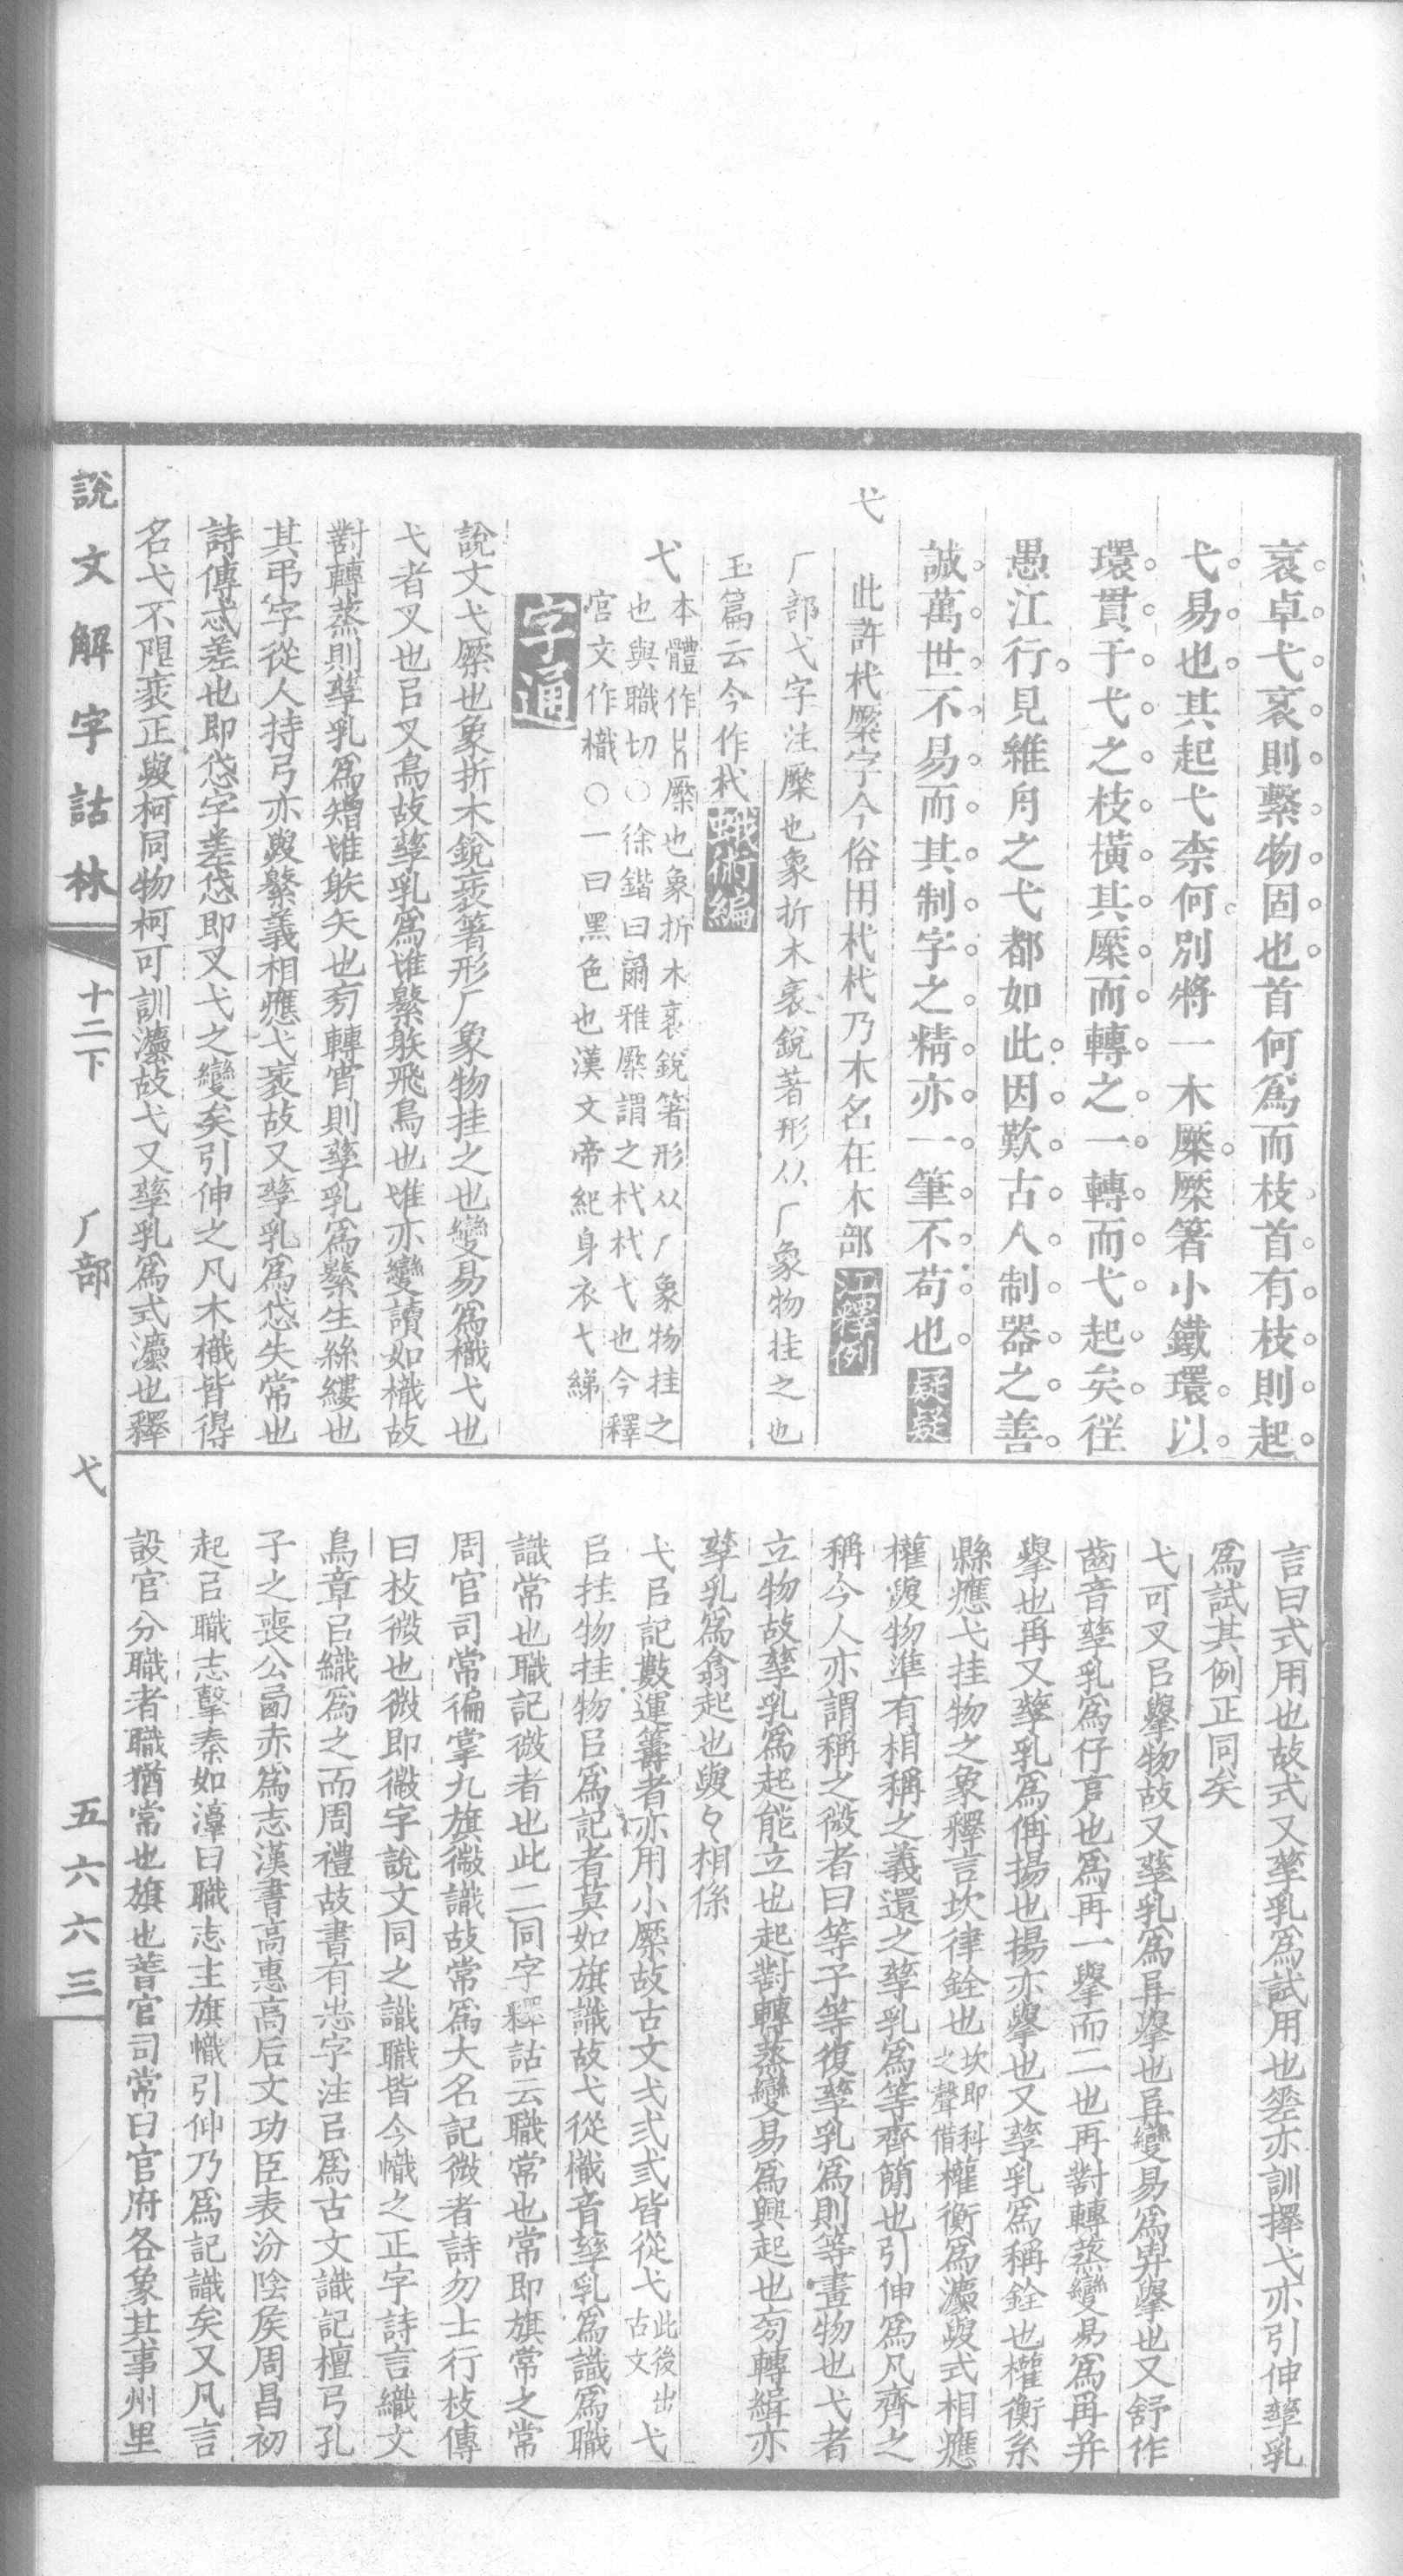 衺卓弋衺則繫物固也首何爲而枝首有枝則起
弋易也其起弋柰何別將一木橜橜箸小鐵環以
環貫于弋之枝橫其橜而轉之一轉而弋起矣往
愚江行見維舟之弋都如此因歎古人制器之善
誠萬世不易而其制字之精亦一筆不苟也疑疑
弋
此許杙橜字今俗用杙杙乃木名在木部江釋例
厂部弋字注橜也象折木衺銳著形从厂象物挂之也
玉篇云今作杙蛾術編
弋本體作橜也象折木衺銳箸形从厂象物挂之
也與職切〇徐鍇曰爾雅橜謂之杙杙弋也今釋
宮文作樴〇一曰黑色也漢文帝紀身衣弋綈
字通
說文弋橜也象折木銳衺箸形厂象物挂之也變易爲樴弋也
弋者叉也㠯叉鳥故孳乳爲隿繳䠶飛鳥也隿亦變讀如樴故
對轉蒸則孳乳爲矰隿䠶矢也㫄轉宵則孳乳爲繳生絲縷也
其弔字從人持弓亦與繳義相應弋衺故又孳乳爲忒失常也
詩傳忒差也即忒字差忒即叉弋之變矣引伸之凡木樴皆得
名弋不限衺正與柯同物柯可訓灋故弋又孳乳爲式灋也釋
言曰式用也故式又孳乳爲試用也差亦訓擇弋亦引伸孳乳
爲試其例正同矣
弋可叉㠯擧物故又孳乳爲舁擧也舁變易爲𢍏擧也又舒作
齒音孳乳爲仔克也爲再一擧而二也再對轉蒸變易爲爯并
擧也爯又孳乳爲偁揚也揚亦擧也又孳乳爲稱銓也權衡系
縣應弋挂物之象釋言坎律銓也坎即科之聲借權衡爲灋與式相應
權與物準有相稱之義還之孳乳爲等齊簡也引伸爲凡齊之
稱今人亦謂稱之微者曰等子等復孳乳爲則等畫物也弋者
立物故孳乳爲起能立也起對轉蒸變易爲興起也㫄轉緝亦
孳乳爲翕起也與弋相係
弋㠯記數運籌者亦用小橜故古文弌弍弎皆從弋此後出古文弋
㠯挂物挂物㠯爲記者莫如旗識故弋從樴音孳乳爲識爲職
識常也職記微者也此二同字釋詁云職常也常即旗常之常
周官司常徧掌九旗徽識故常爲大名記微者詩勿士行枚傳
曰枚微也微即徽字說文同之識職皆今幟之正字詩言織文
鳥章㠯織爲之而周禮故書有志字注㠯爲古文識記檀弓孔
子之喪公西赤爲志漢書高惠高后文功臣表汾陰侯周昌初
起㠯職志擊秦如淳曰職志主旗幟引伸乃爲記識矣又凡言
設官分職者職猶常也旗也蓋官司常曰官府各象其事州里
說文解字詁林　十二下　厂部　弋　五六六三